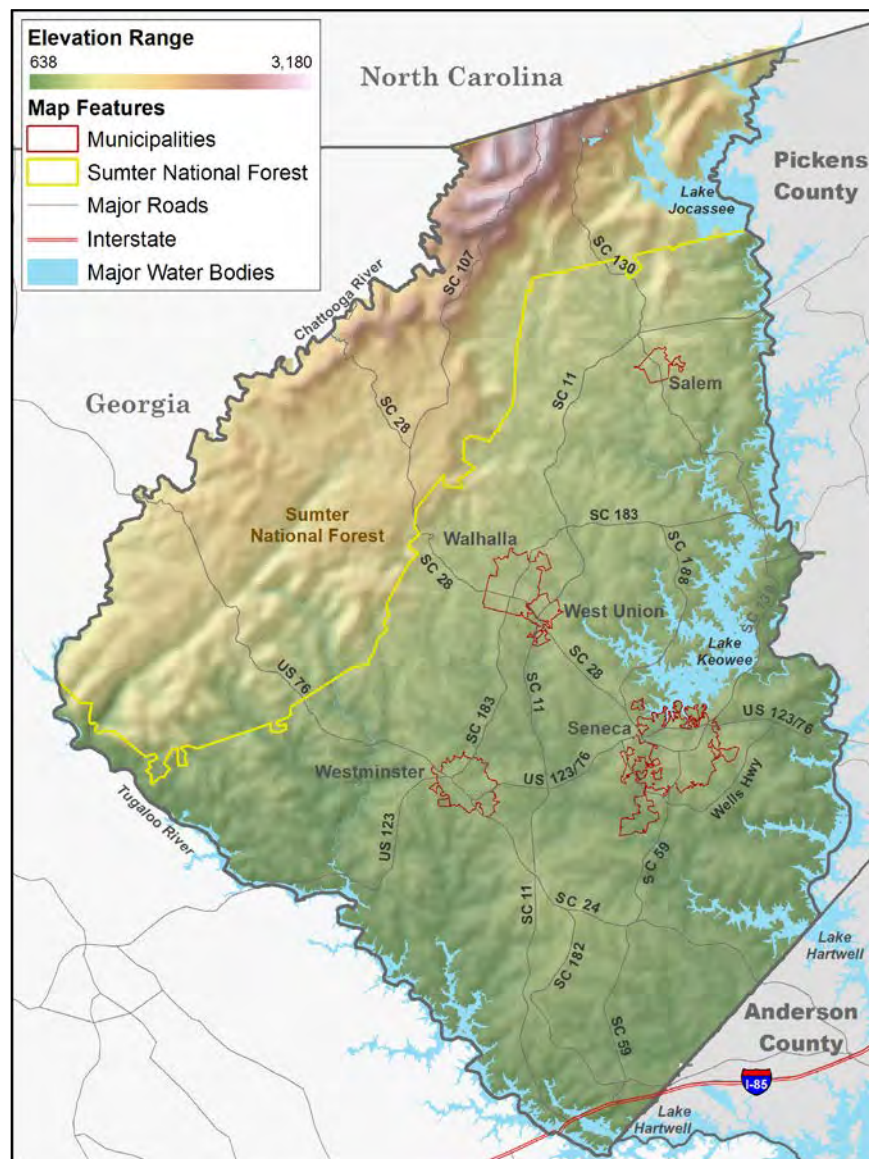 Elevation Range
638 3,180
Map Features
Municipalities
Sumter National Forest
Major Roads
Interstate
Major Water Bodies
North Carolina
Pickens
County
Lake
Jocassee
SC 130
SC 107
Chattooga River
Georgia
SC 11
Salem
SC 28
Sumter
National Forest
Walhalla
SC 183
SC 188
SC 28
West Union
SC 130
Lake
Keowee
SC 28
US 76
SC 183
SC 11
Seneca
US 123/76
Westminster
US 123/76
Wells Hwy
Tugaloo River
US 123
SC 59
SC 11
SC 24
SC 182
Lake
Hartwell
Anderson
County
SC 59
I-85
Lake
Hartwell